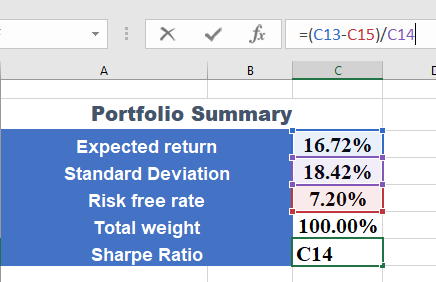 fx =(C13-C15)/C14
A B C
Portfolio Summary
Expected return 16.72%
Standard Deviation 18.42%
Risk free rate 7.20%
Total weight 100.00%
Sharpe Ratio C14